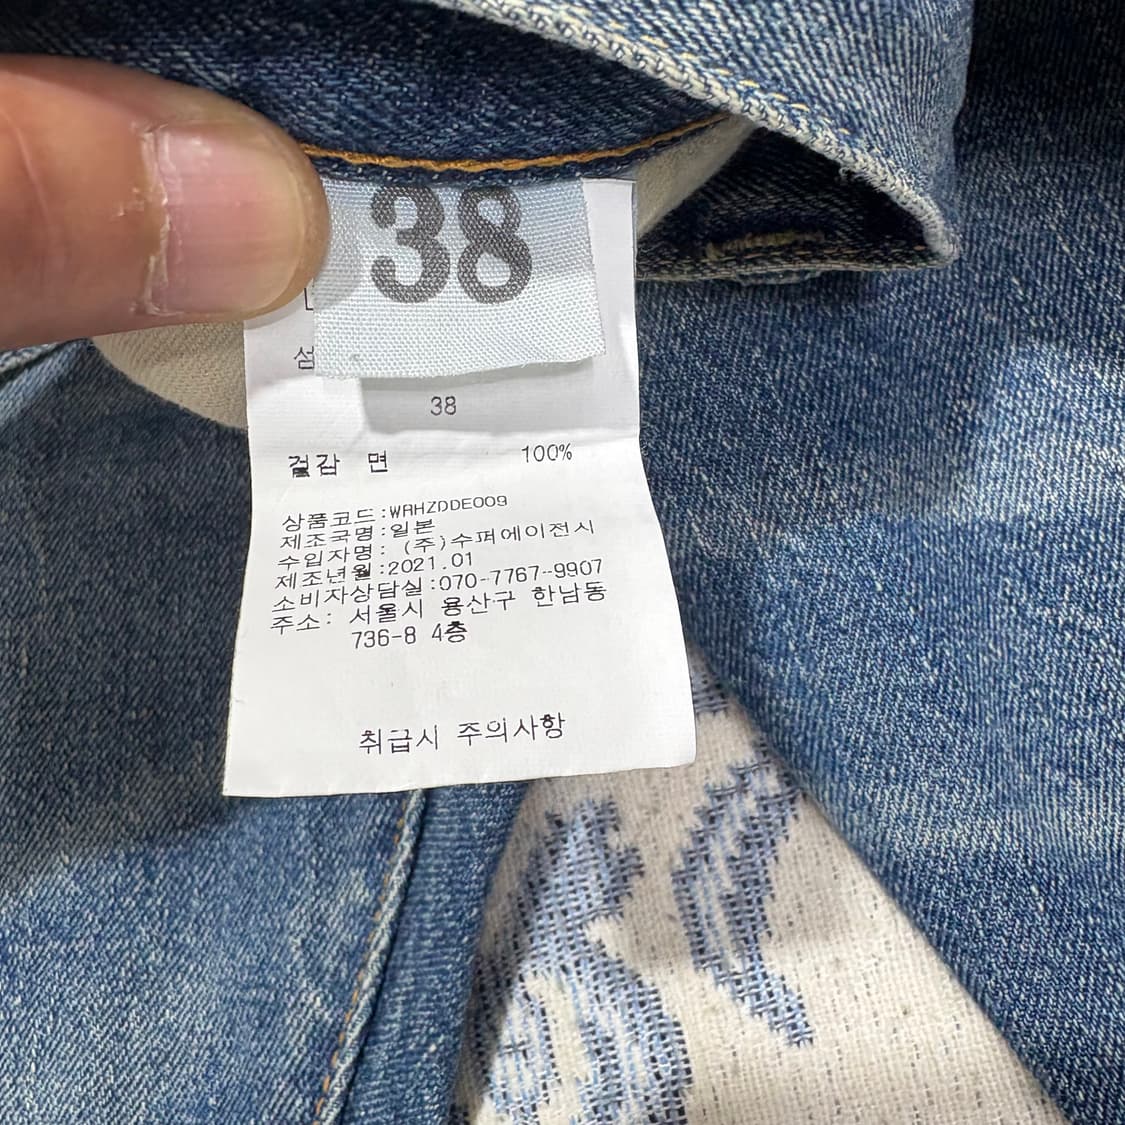 38
섬
38
겉감 면 100%
상품코드:WAHZDDE009
제조국명:일본
수입자명: (주)수퍼에이전시
제조년월:2021.01
소비자상담실:070-7767-9907
주소: 서울시 용산구 한남동
736-8 4층
취급시 주의사항